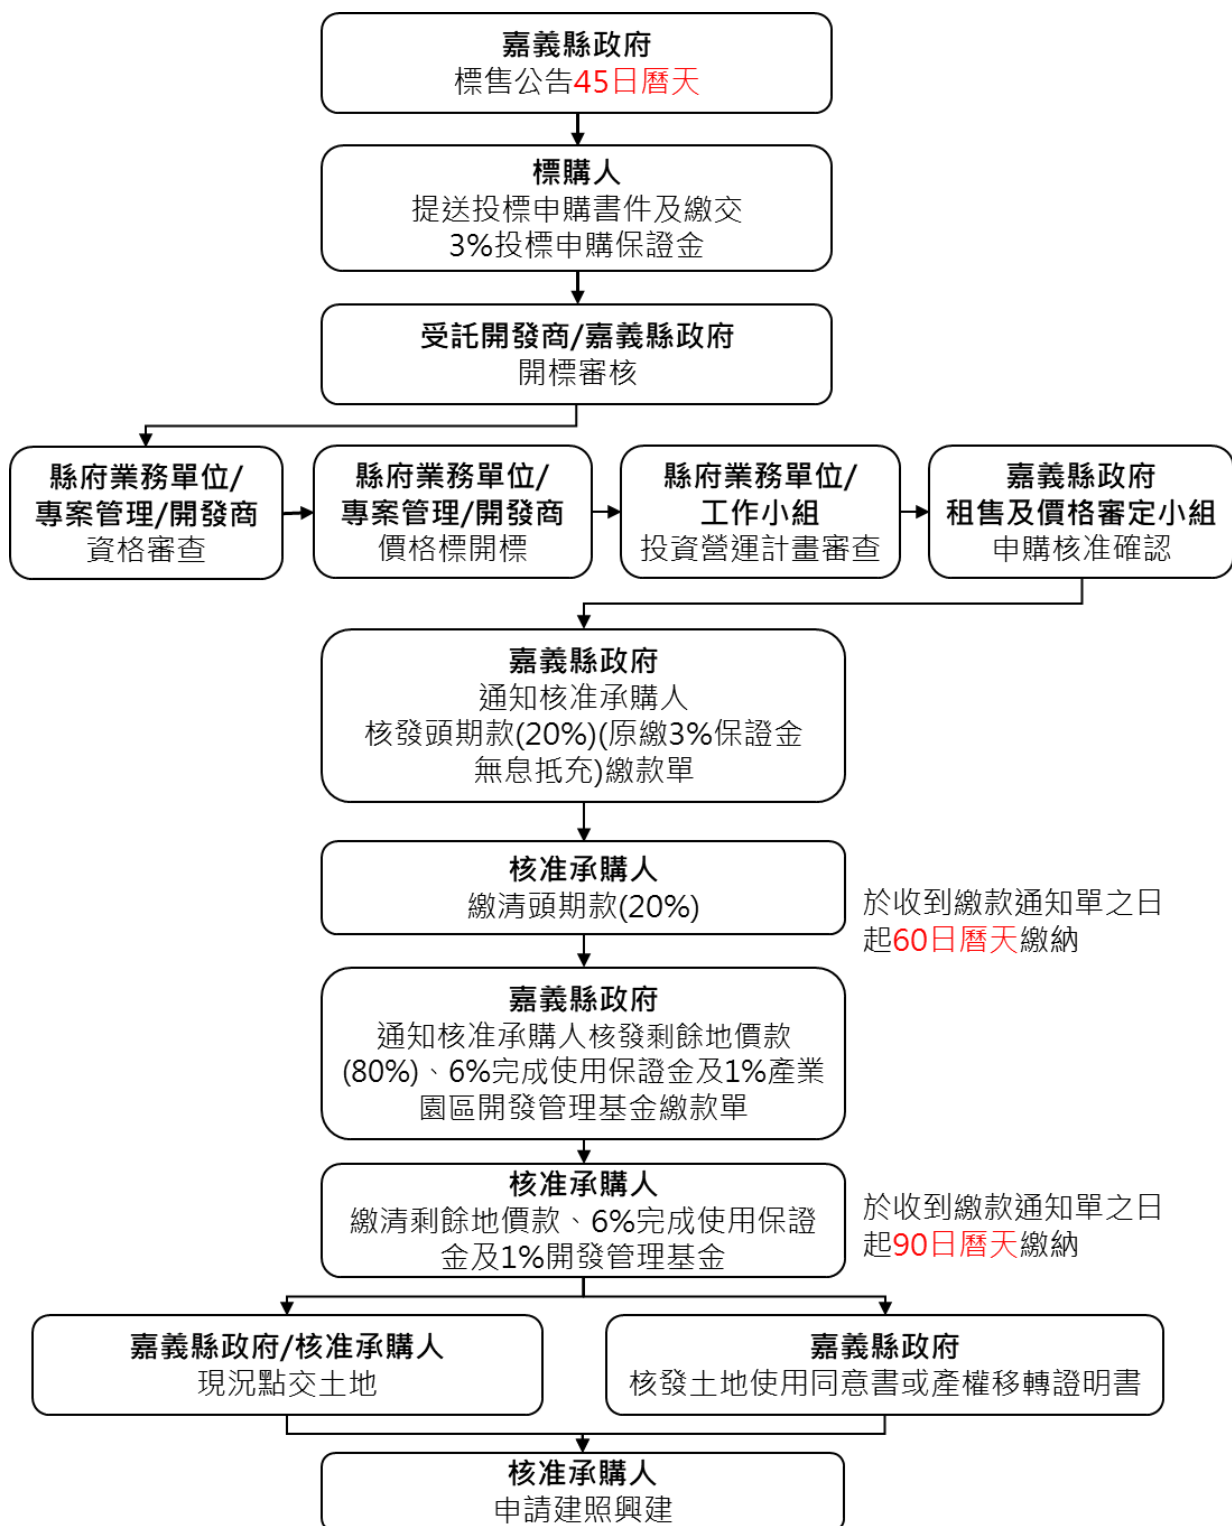 嘉義縣政府
標售公告45日曆天
標購人
提送投標申購書件及繳交
3%投標申購保證金
受託開發商/嘉義縣政府
開標審核
縣府業務單位/
專案管理/開發商
資格審查
縣府業務單位/
專案管理/開發商
價格標開標
縣府業務單位/
工作小組
投資營運計畫審查
嘉義縣政府
租售及價格審定小組
申購核准確認
嘉義縣政府
通知核准承購人
核發頭期款(20%)(原繳3%保證金
無息抵充)繳款單
核准承購人
繳清頭期款(20%)
於收到繳款通知單之日
起60日曆天繳納
嘉義縣政府
通知核准承購人核發剩餘地價款
(80%)、6%完成使用保證金及1%產業
園區開發管理基金繳款單
核准承購人
繳清剩餘地價款、6%完成使用保證
金及1%開發管理基金
於收到繳款通知單之日
起90日曆天繳納
嘉義縣政府/核准承購人
現況點交土地
嘉義縣政府
核發土地使用同意書或產權移轉證明書
核准承購人
申請建照興建